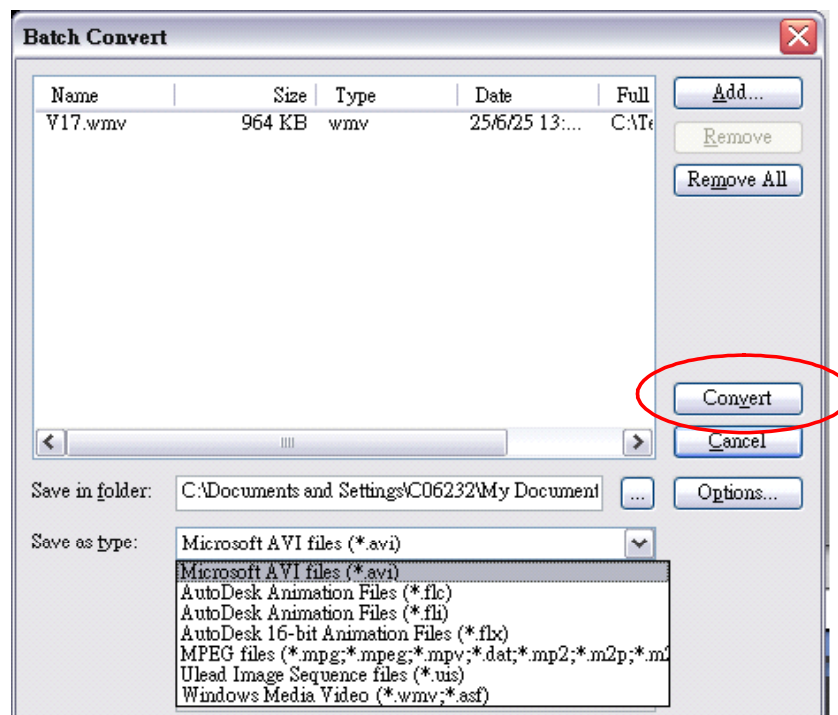 Batch Convert
Name Size Type Date Full
V17.wmv 964 KB wmv 25/6/25 13:... C:\Te
Add...
Remove
Remove All
Convert
Cancel
Save in folder: C:\Documents and Settings\C06232\My Document ... Options...
Save as type: Microsoft AVI files (*.avi)
Microsoft AVI files (*.avi)
AutoDesk Animation Files (*.flc)
AutoDesk Animation Files (*.fli)
AutoDesk 16-bit Animation Files (*.flx)
MPEG files (*.mpg;*.mpeg;*.mpv;*.dat;*.mp2;*.m2p;*.m2
Ulead Image Sequence files (*.uis)
Windows Media Video (*.wmv;*.asf)